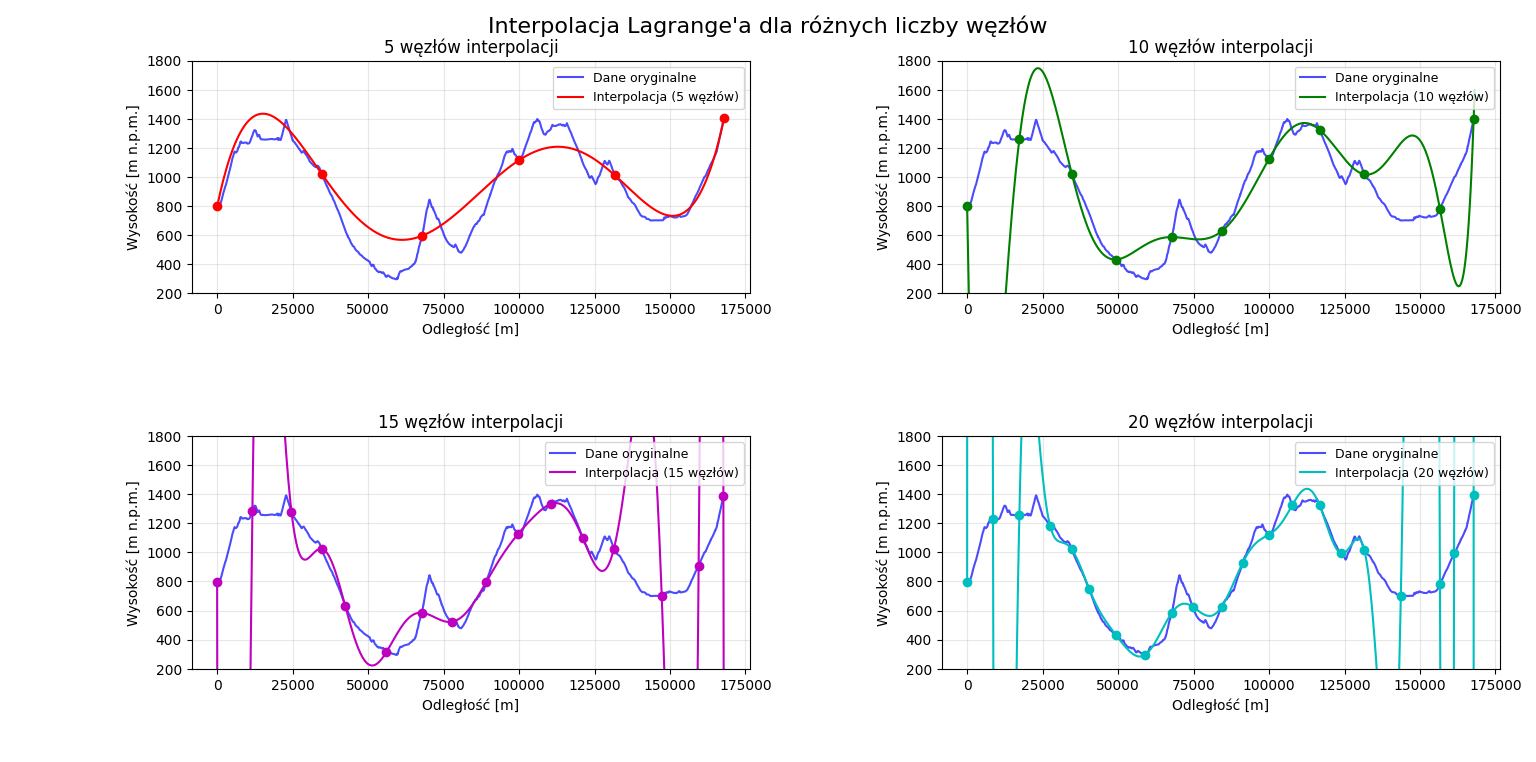 Interpolacja Lagrange'a dla różnych liczby węzłów
5 węzłów interpolacji
Wysokość [m n.p.m.]
1800
1600
1400
1200
1000
800
600
400
200
Dane oryginalne
Interpolacja (5 węzłów)
0 25000 50000 75000 100000 125000 150000 175000
Odległość [m]
10 węzłów interpolacji
Wysokość [m n.p.m.]
1800
1600
1400
1200
1000
800
600
400
200
Dane oryginalne
Interpolacja (10 węzłów)
0 25000 50000 75000 100000 125000 150000 175000
Odległość [m]
15 węzłów interpolacji
Wysokość [m n.p.m.]
1800
1600
1400
1200
1000
800
600
400
200
Dane oryginalne
Interpolacja (15 węzłów)
0 25000 50000 75000 100000 125000 150000 175000
Odległość [m]
20 węzłów interpolacji
Wysokość [m n.p.m.]
1800
1600
1400
1200
1000
800
600
400
200
Dane oryginalne
Interpolacja (20 węzłów)
0 25000 50000 75000 100000 125000 150000 175000
Odległość [m]